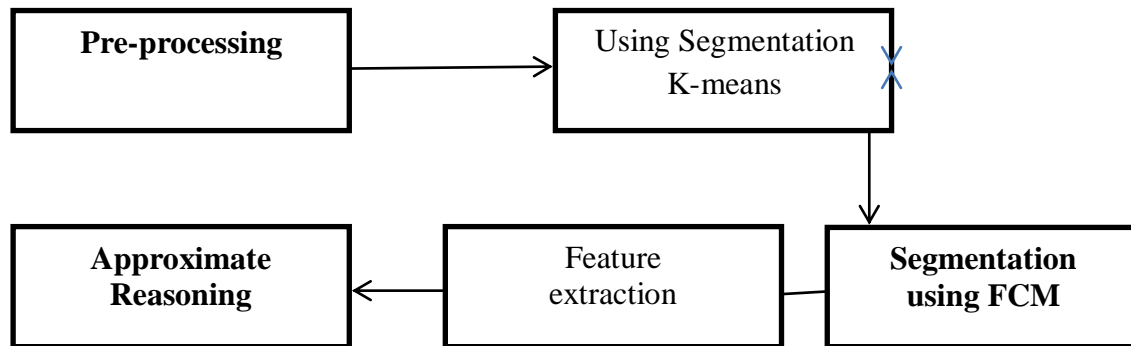 Pre-processing
Using Segmentation
K-means
Approximate
Reasoning
Feature
extraction
Segmentation
using FCM